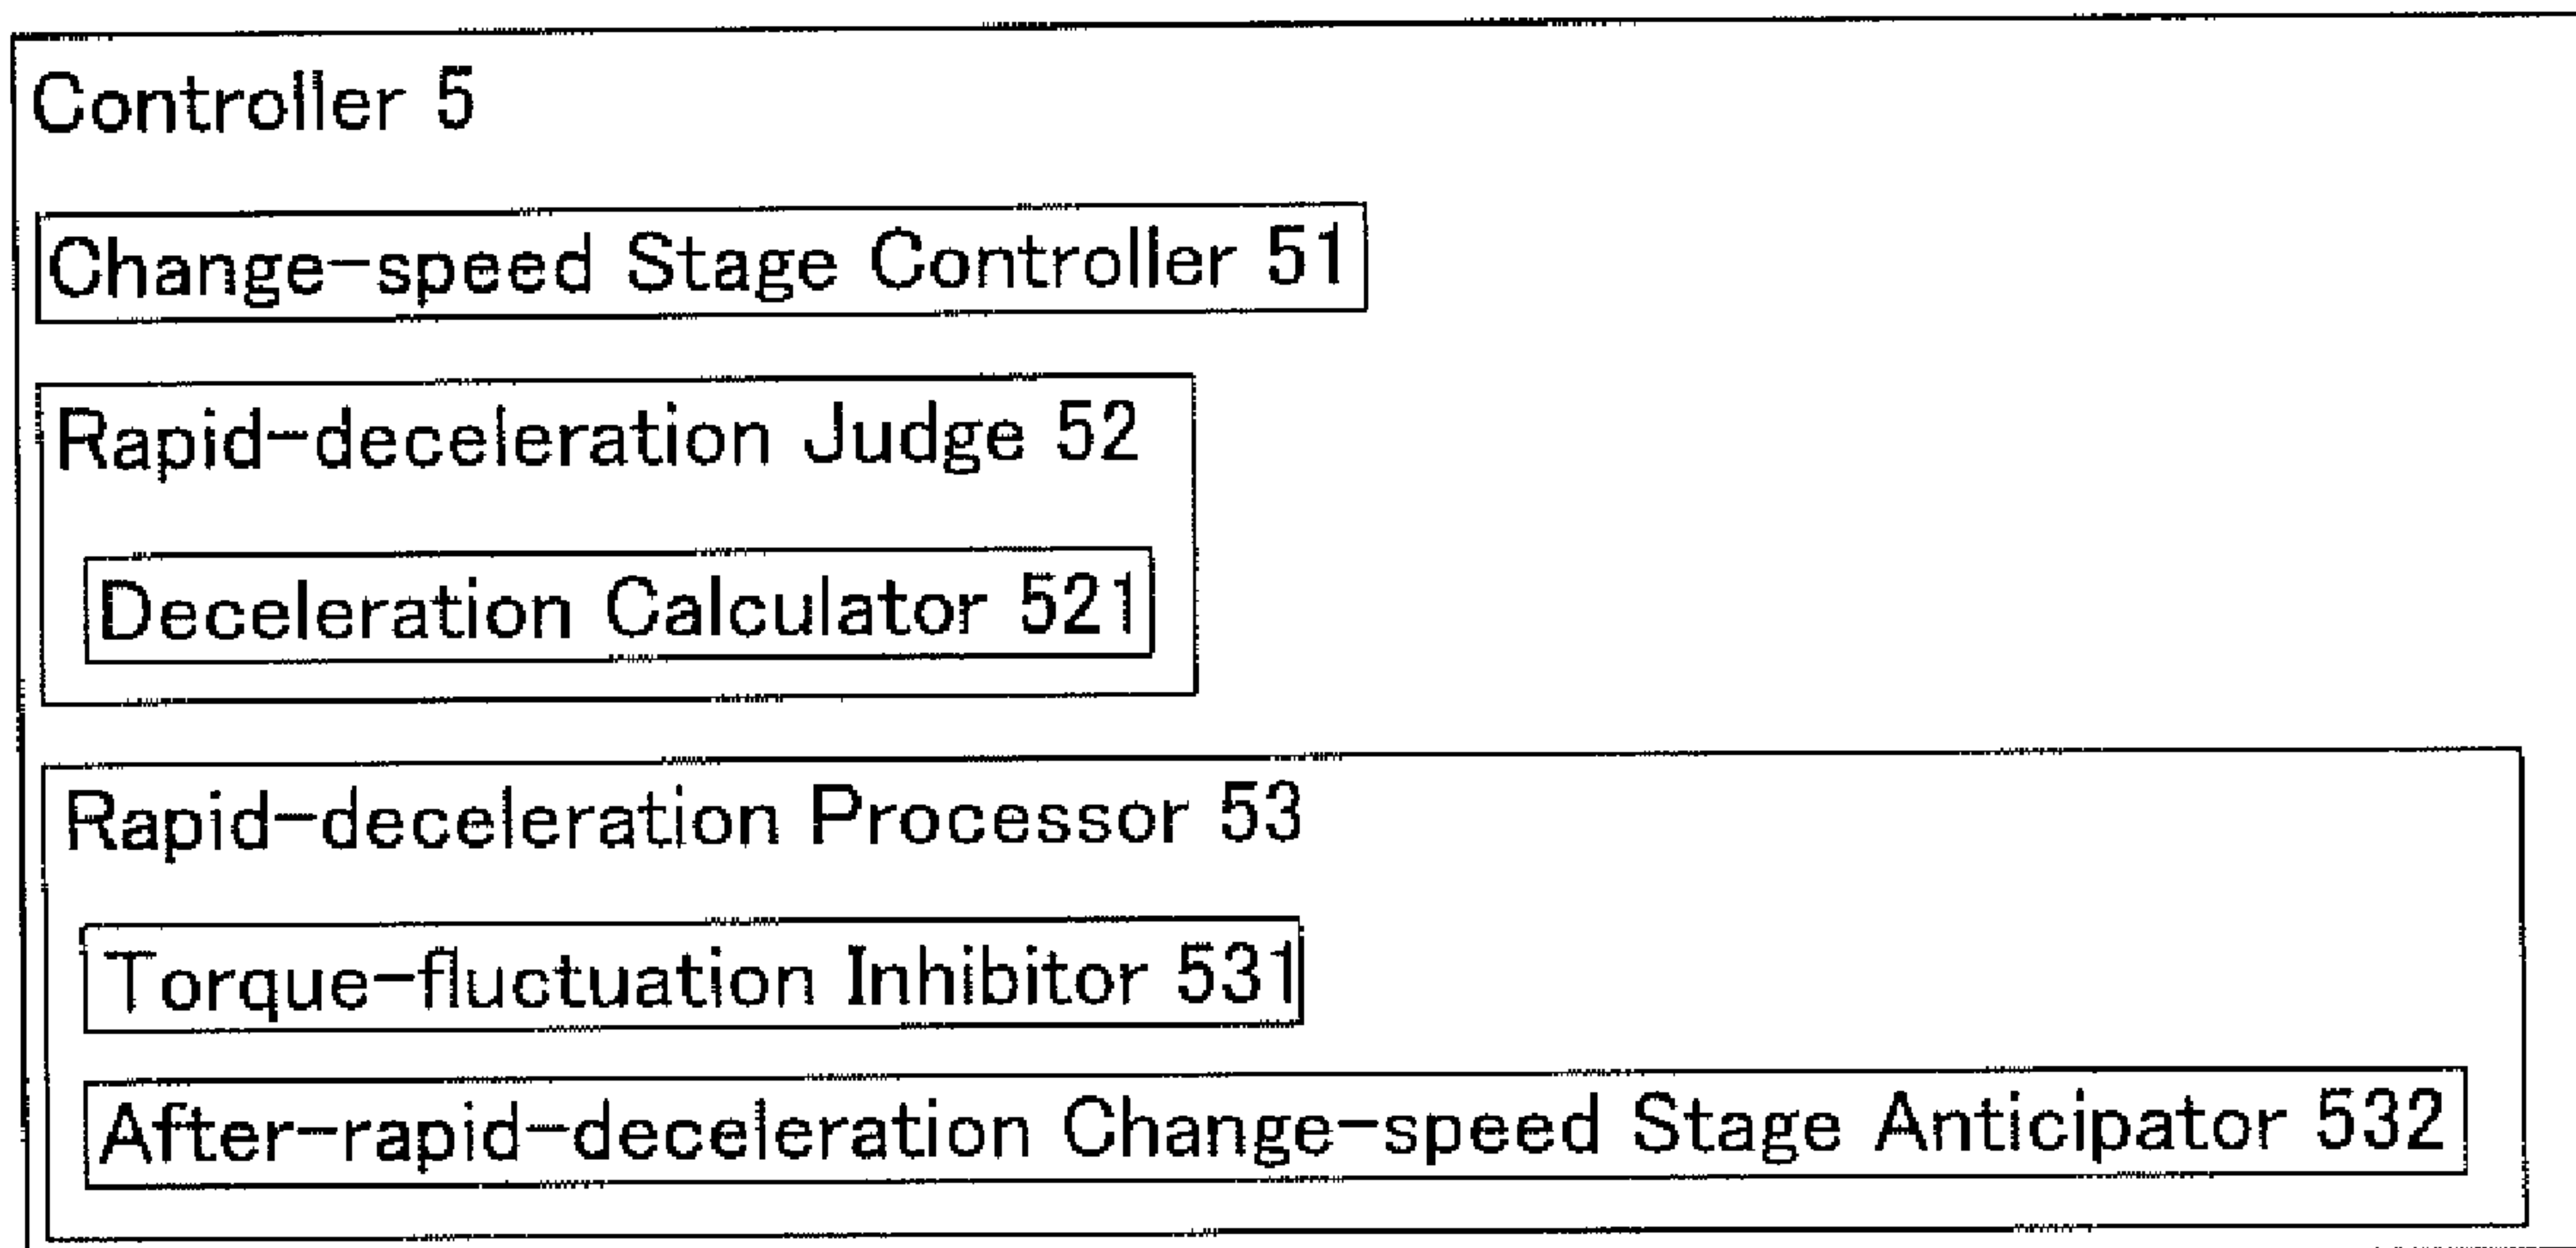 Controller 5
Change-speed Stage Controller 51
Rapid-deceleration Judge 52
Deceleration Calculator 521
Rapid-deceleration Processor 53
Torque-fluctuation Inhibitor 531
After-rapid-deceleration Change-speed Stage Anticipator 532